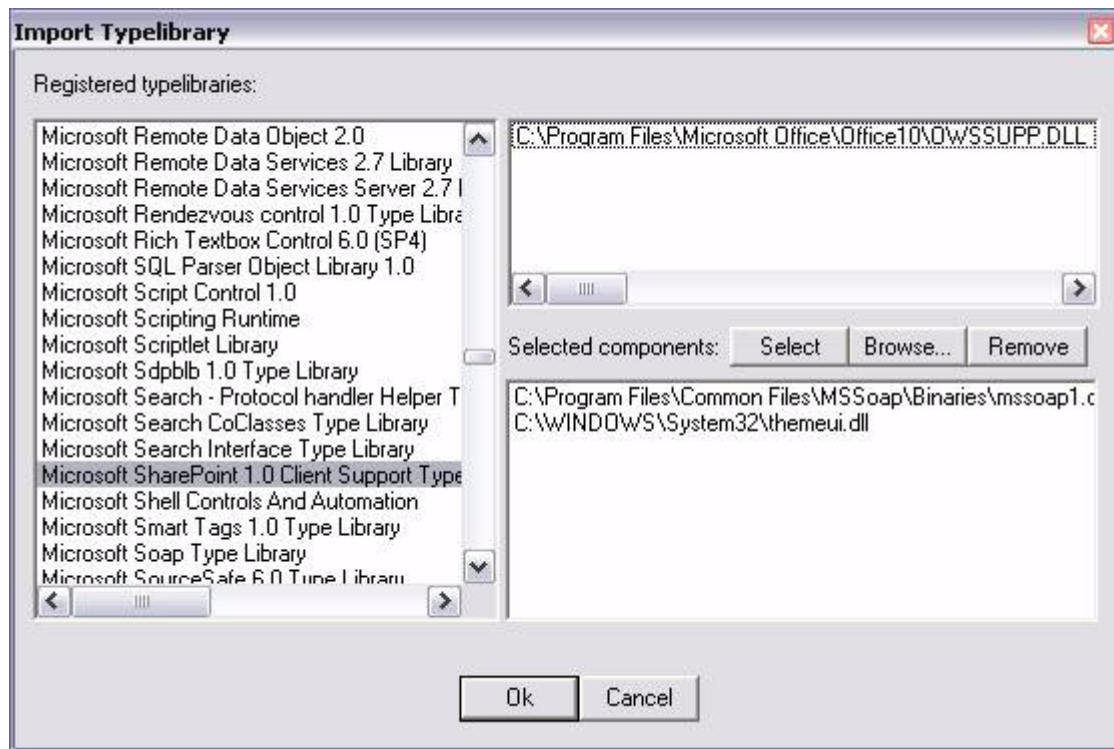 Import Typelibrary
Registered typelibraries:
Microsoft Remote Data Object 2.0
Microsoft Remote Data Services 2.7 Library
Microsoft Remote Data Services Server 2.7 l
Microsoft Rendezvous control 1.0 Type Libra
Microsoft Rich Textbox Control 6.0 (SP4)
Microsoft SQL Parser Object Library 1.0
Microsoft Script Control 1.0
Microsoft Scripting Runtime
Microsoft Scriptlet Library
Microsoft Sdpblb 1.0 Type Library
Microsoft Search - Protocol handler Helper T
Microsoft Search CoClasses Type Library
Microsoft Search Interface Type Library
Microsoft SharePoint 1.0 Client Support Type
Microsoft Shell Controls And Automation
Microsoft Smart Tags 1.0 Type Library
Microsoft Soap Type Library
Microsoft SourceSafe 6.0 Type Library
C:\Program Files\Microsoft Office\Office10\OWSSUPP.DLL
Selected components: Select Browse... Remove
C:\Program Files\Common Files\MSSoap\Binaries\mssoap1.c
C:\WINDOWS\System32\themeui.dll
Ok Cancel